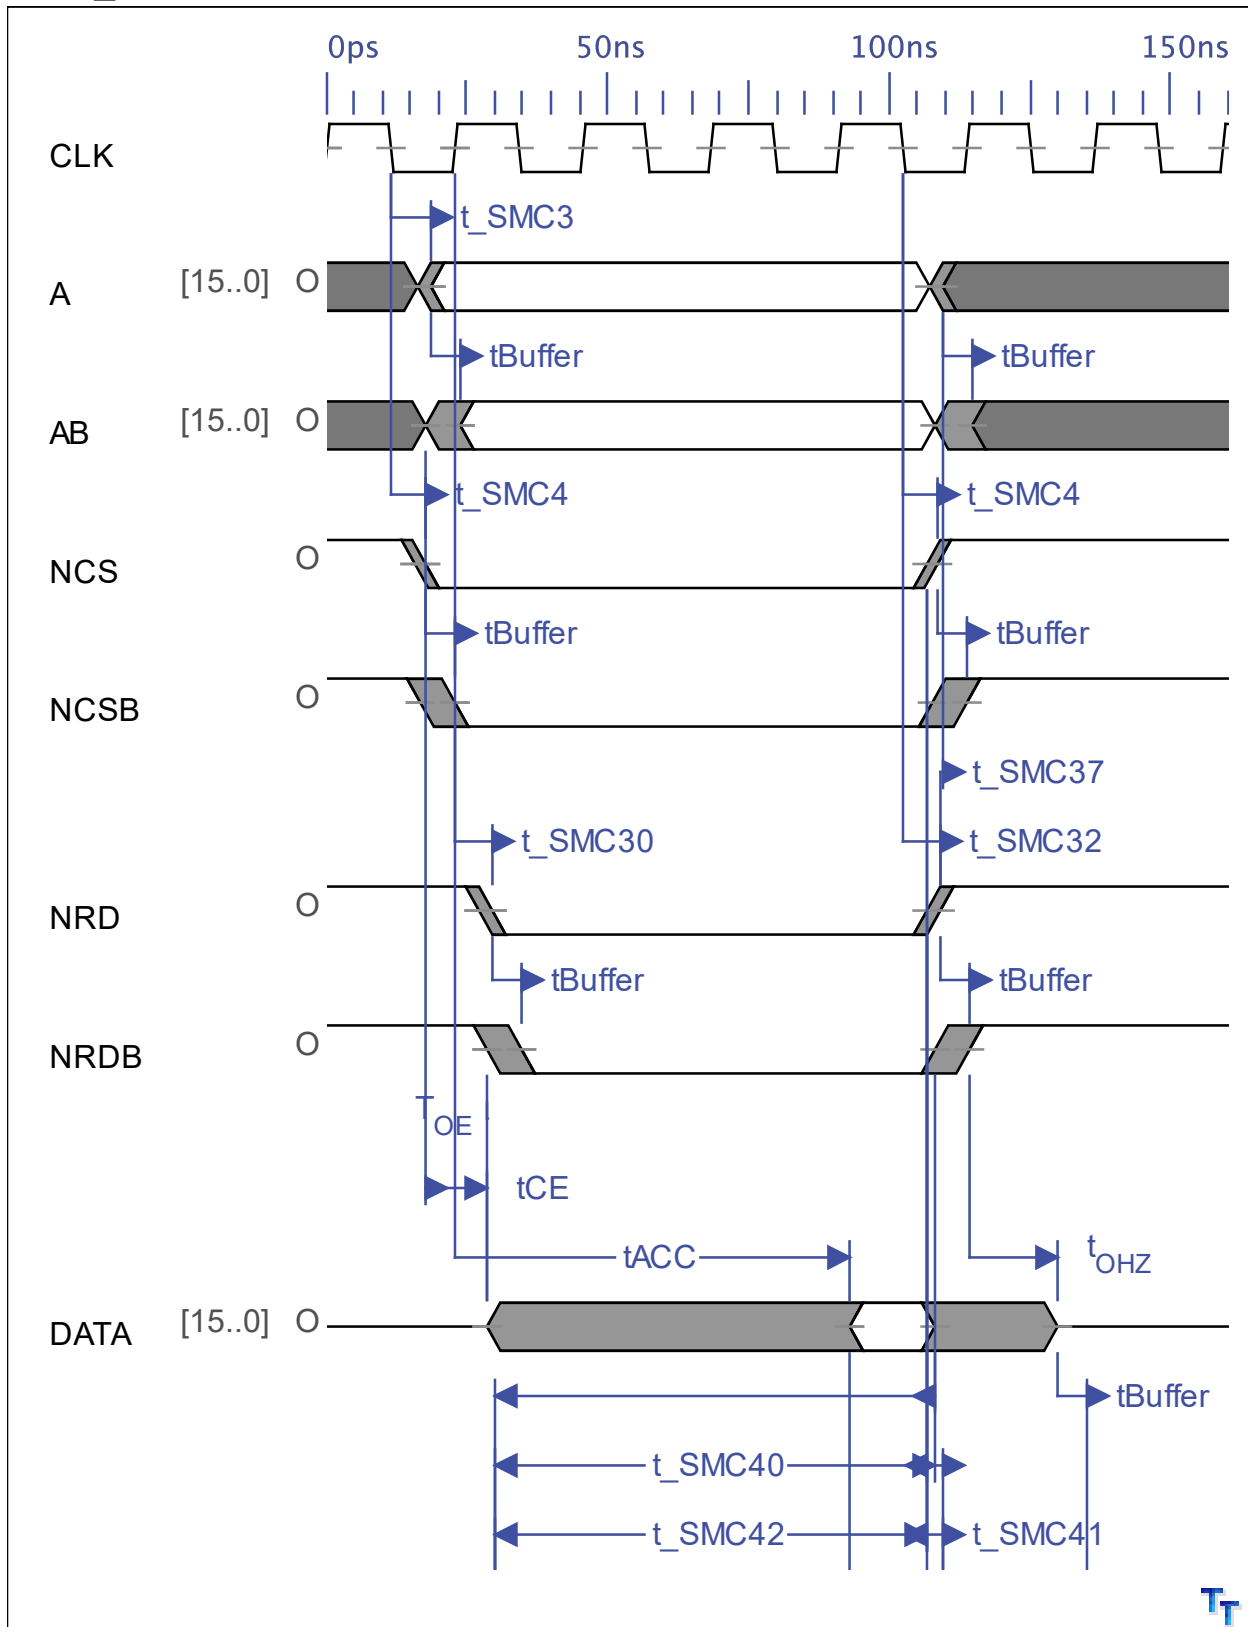 0ps 50ns 100ns 150ns
CLK
t_SMC3
A [15..0] O
tBuffer tBuffer
AB [15..0] O
t_SMC4 t_SMC4
NCS O
tBuffer tBuffer
NCSB O
t_SMC37
t_SMC30 t_SMC32
NRD O
tBuffer tBuffer
NRDB O
TOE
tCE
tACC tOHZ
DATA [15..0] O
tBuffer
t_SMC40
t_SMC42 t_SMC41
TT